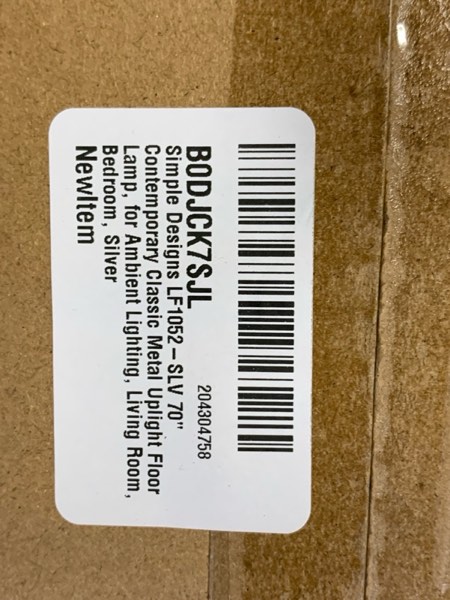 204304758
B0DJCK7SJL
Simple Designs LF1052-SLV 70"
Contemporary Classic Metal Uplight Floor
Lamp, for Ambient Lighting, Living Room,
Bedroom, Silver
NewItem